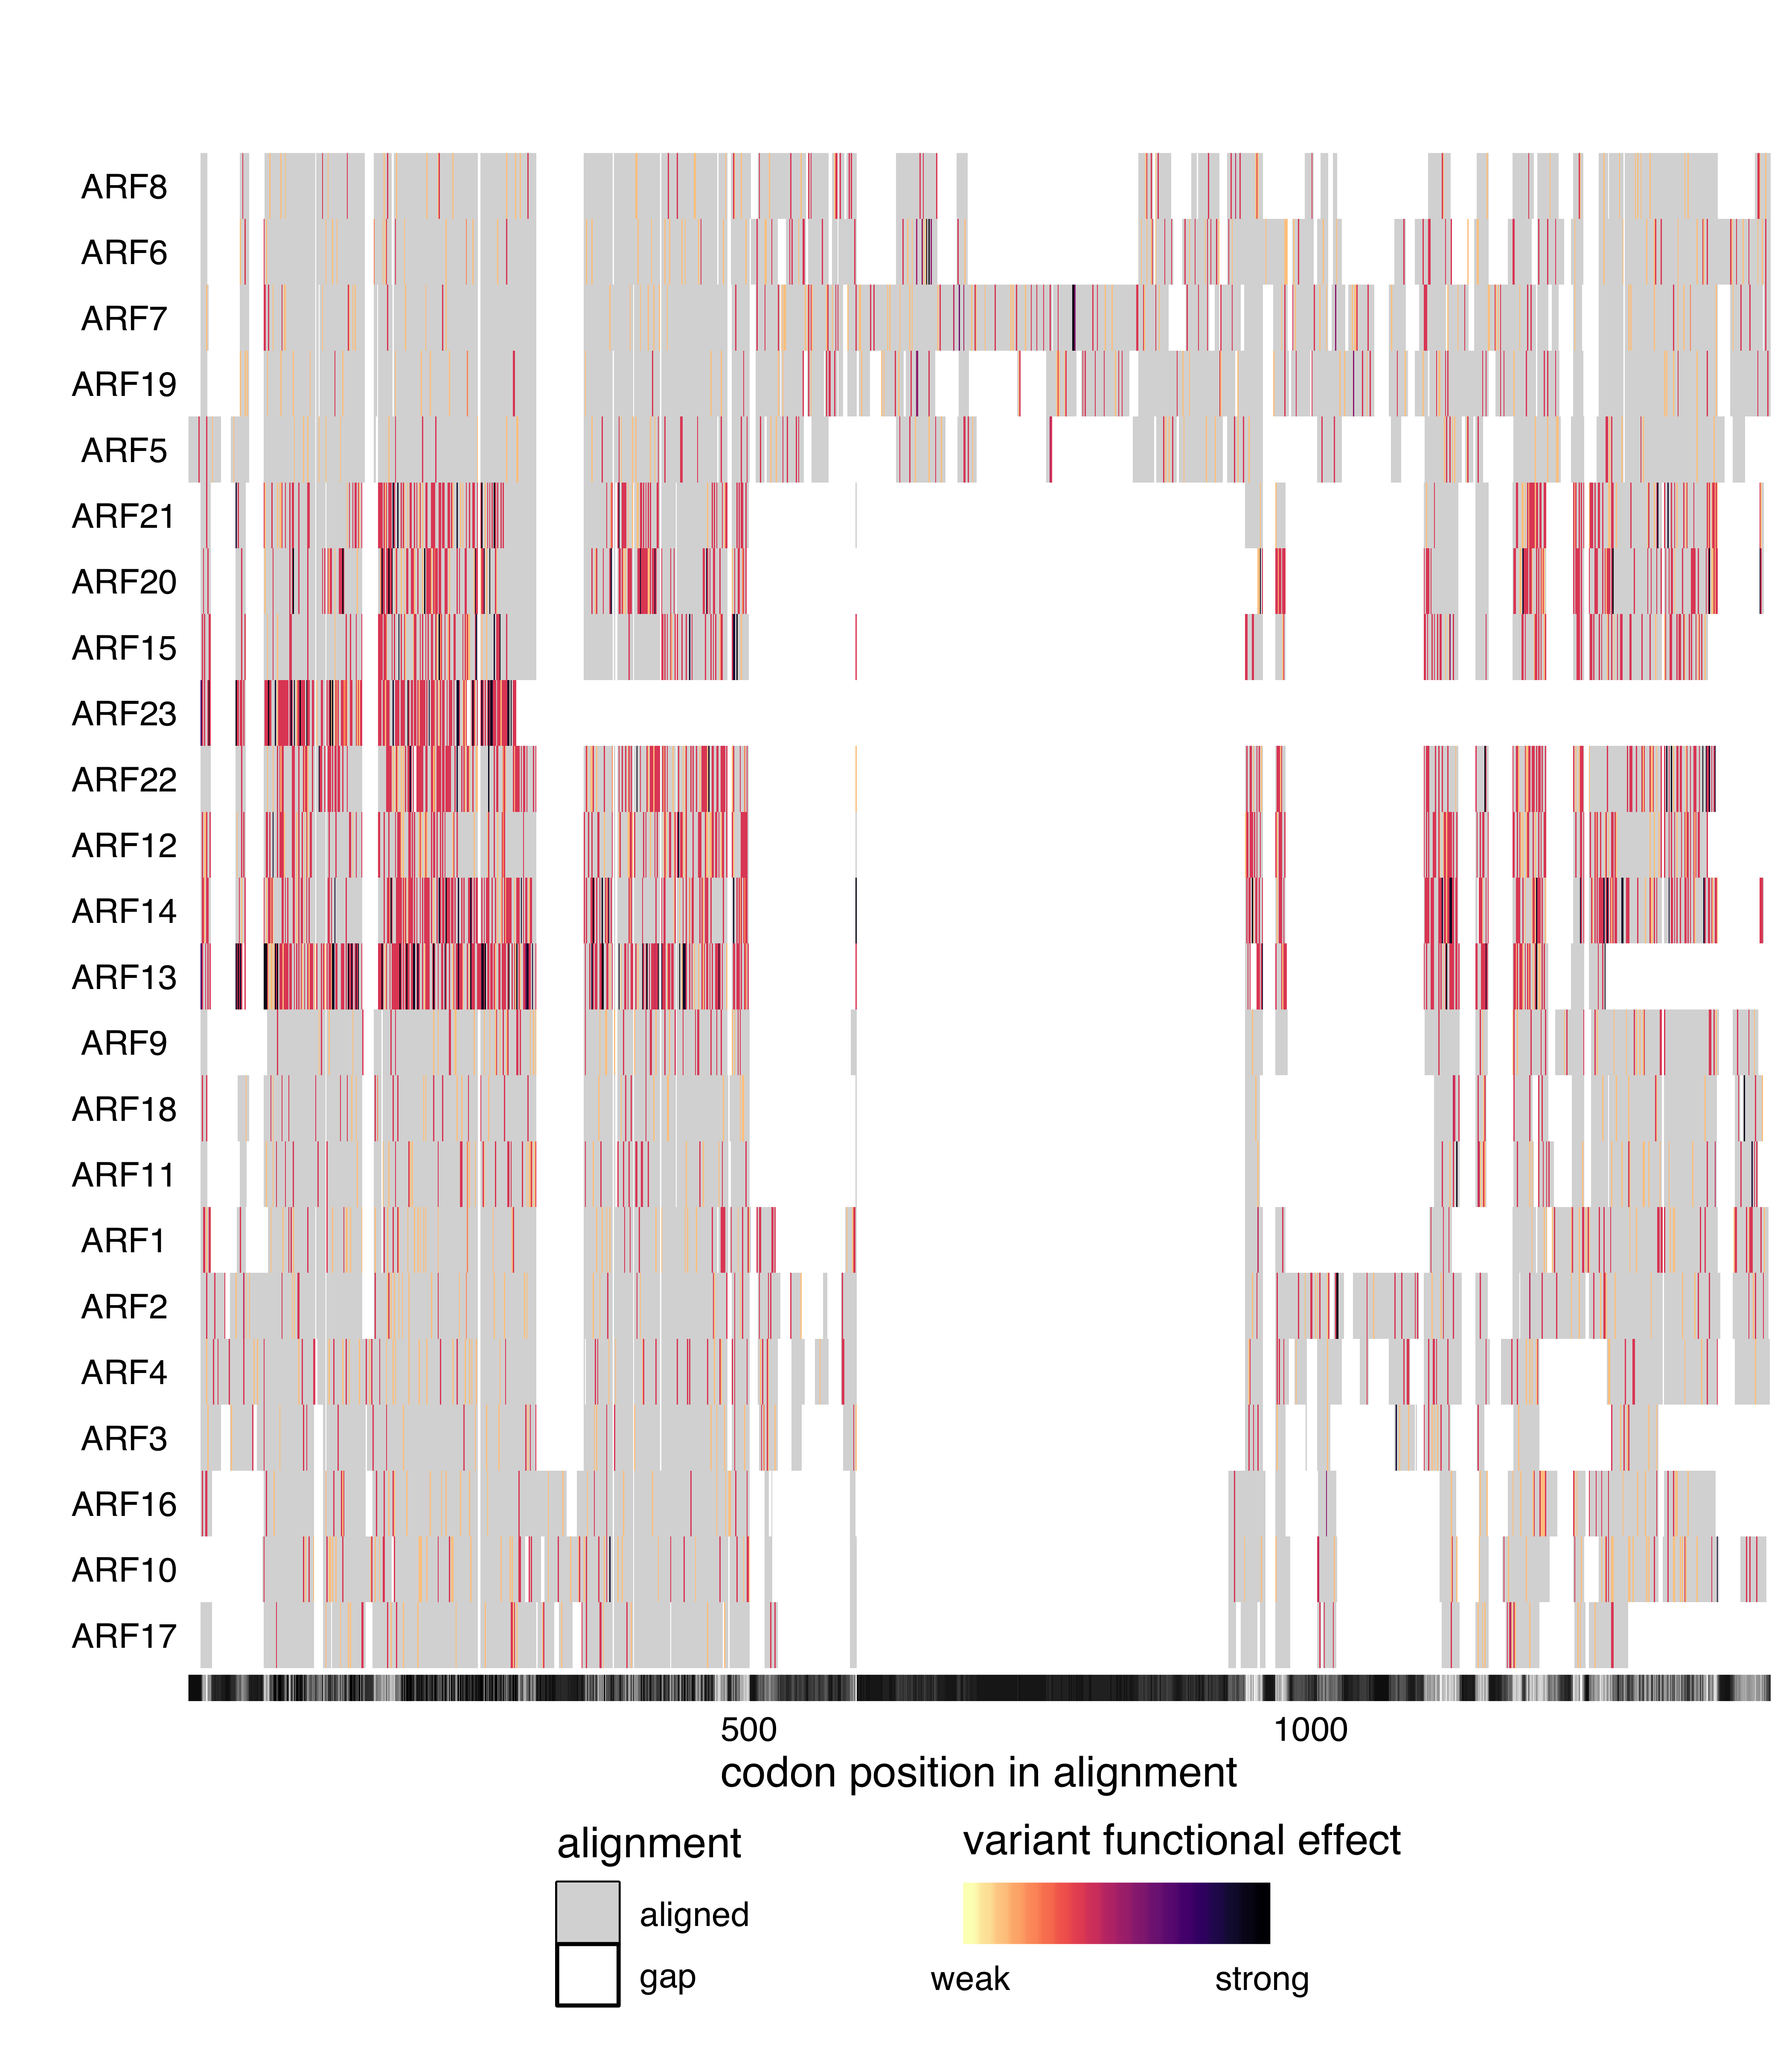 ARF8
ARF6
ARF7
ARF19
ARF5
ARF21
ARF20
ARF15
ARF23
ARF22
ARF12
ARF14
ARF13
ARF9
ARF18
ARF11
ARF1
ARF2
ARF4
ARF3
ARF16
ARF10
ARF17
500 1000
codon position in alignment
alignment
aligned
gap
variant functional effect
weak strong